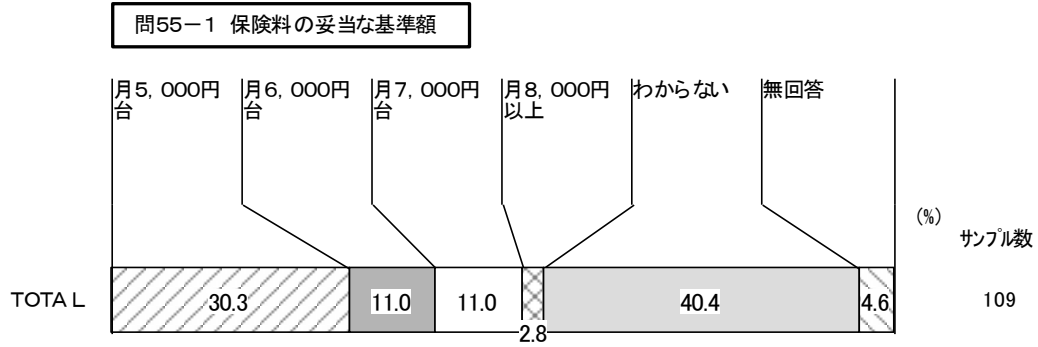 問55－1 保険料の妥当な基準額
月5，000円台
月6，000円台
月7，000円台
月8，000円以上
わからない
無回答
(%)
サンプル数
TOTAL
30.3
11.0
11.0
2.8
40.4
4.6
109